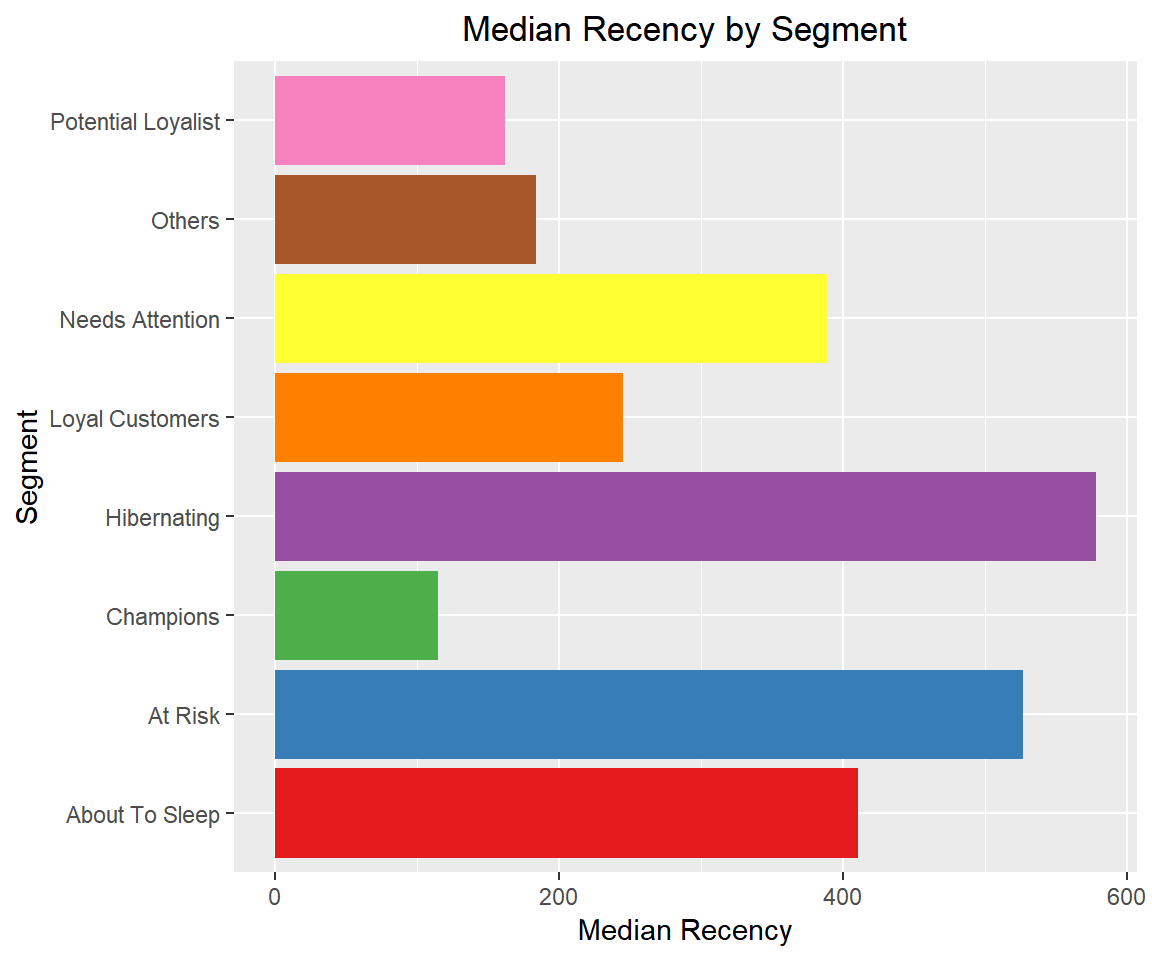 Median Recency by Segment
Potential Loyalist
Others
Needs Attention
Loyal Customers
Hibernating
Champions
At Risk
About To Sleep
Segment
0 200 400 600
Median Recency